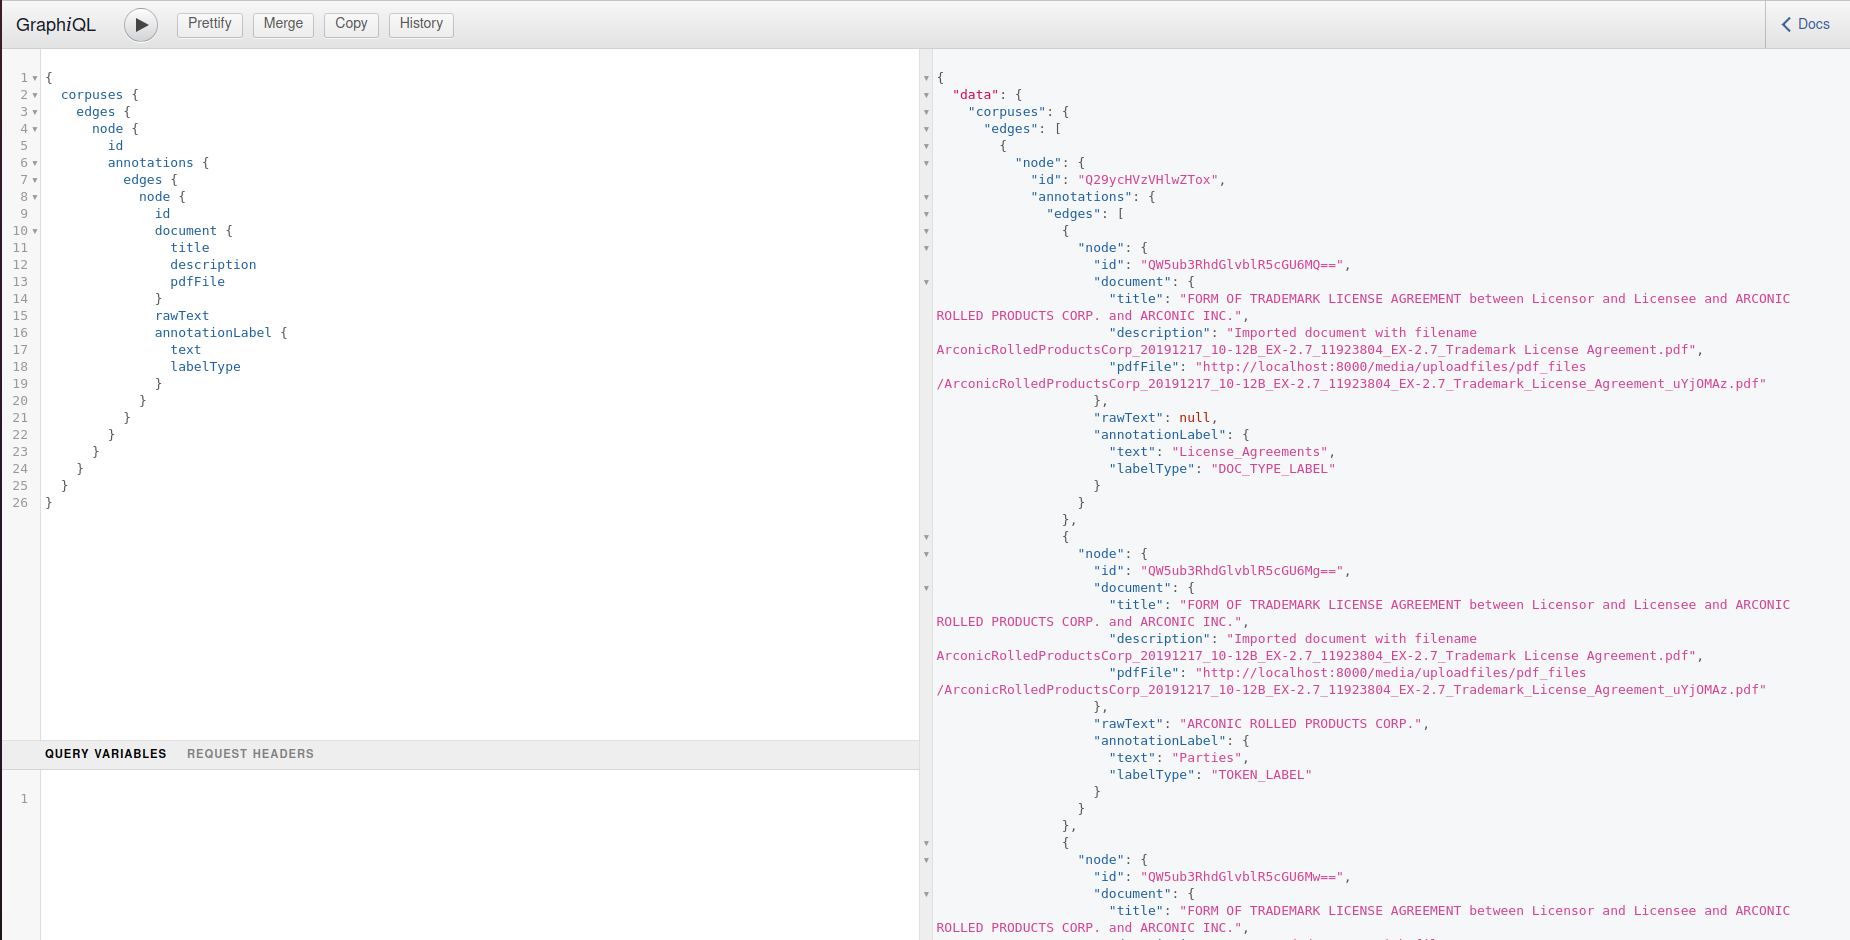 GraphiQL
Prettify
Merge
Copy
History
Docs
1 {
2   corpuses {
3     edges {
4       node {
5         id
6         annotations {
7           edges {
8             node {
9               id
10               document {
11                 title
12                 description
13                 pdfFile
14               }
15               rawText
16               annotationLabel {
17                 text
18                 labelType
19               }
20             }
21           }
22         }
23       }
24     }
25   }
26 }
QUERY VARIABLES
REQUEST HEADERS
1
{
  "data": {
    "corpuses": {
      "edges": [
        {
          "node": {
            "id": "Q29ycHVzVHlwZTox",
            "annotations": {
              "edges": [
                {
                  "node": {
                    "id": "QW5ub3RhdGlvblR5cGU6MQ==",
                    "document": {
                      "title": "FORM OF TRADEMARK LICENSE AGREEMENT between Licensor and Licensee and ARCONIC
ROLLED PRODUCTS CORP. and ARCONIC INC.",
                      "description": "Imported document with filename
ArconicRolledProductsCorp_20191217_10-12B_EX-2.7_11923804_EX-2.7_Trademark License Agreement.pdf",
                      "pdfFile": "http://localhost:8000/media/uploadfiles/pdf_files
/ArconicRolledProductsCorp_20191217_10-12B_EX-2.7_11923804_EX-2.7_Trademark_License_Agreement_uYjOMAz.pdf"
                    },
                    "rawText": null,
                    "annotationLabel": {
                      "text": "License_Agreements",
                      "labelType": "DOC_TYPE_LABEL"
                    }
                  }
                },
                {
                  "node": {
                    "id": "QW5ub3RhdGlvblR5cGU6Mg==",
                    "document": {
                      "title": "FORM OF TRADEMARK LICENSE AGREEMENT between Licensor and Licensee and ARCONIC
ROLLED PRODUCTS CORP. and ARCONIC INC.",
                      "description": "Imported document with filename
ArconicRolledProductsCorp_20191217_10-12B_EX-2.7_11923804_EX-2.7_Trademark License Agreement.pdf",
                      "pdfFile": "http://localhost:8000/media/uploadfiles/pdf_files
/ArconicRolledProductsCorp_20191217_10-12B_EX-2.7_11923804_EX-2.7_Trademark_License_Agreement_uYjOMAz.pdf"
                    },
                    "rawText": "ARCONIC ROLLED PRODUCTS CORP.",
                    "annotationLabel": {
                      "text": "Parties",
                      "labelType": "TOKEN_LABEL"
                    }
                  }
                },
                {
                  "node": {
                    "id": "QW5ub3RhdGlvblR5cGU6Mw==",
                    "document": {
                      "title": "FORM OF TRADEMARK LICENSE AGREEMENT between Licensor and Licensee and ARCONIC
ROLLED PRODUCTS CORP. and ARCONIC INC.",